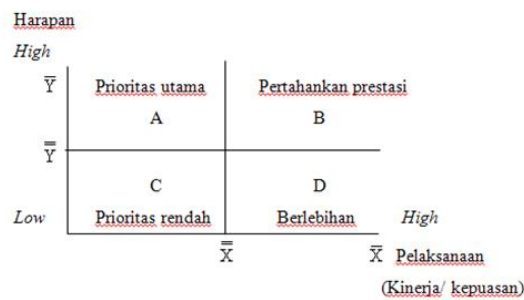 Harapan
High
Y̅ Prioritas utama Pertahankan prestasi
A B
Y̿
C D
Low Prioritas rendah Berlebihan High
X̿ X̅ Pelaksanaan
(Kinerja/ kepuasan)